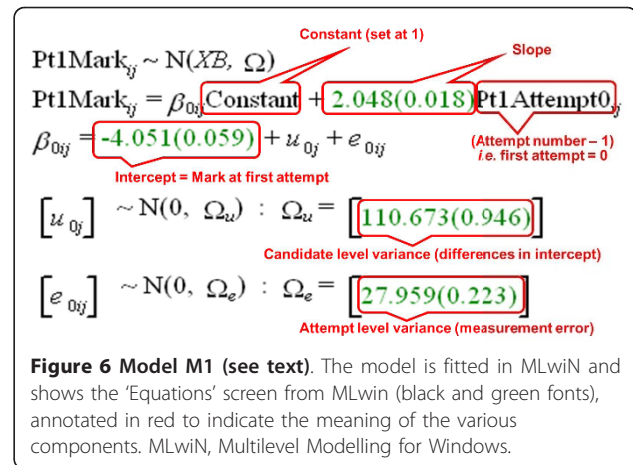 Constant (set at 1)
Slope
Pt1Mark_ij ~ N(XB, Ω)
Pt1Mark_ij = β_0ij Constant + 2.048(0.018)Pt1Attempt0_ij
(Attempt number – 1)
i.e. first attempt = 0
β_0ij = -4.051(0.059) + u_0j + e_0ij
Intercept = Mark at first attempt
[u_0j] ~ N(0, Ω_u) : Ω_u = [110.673(0.946)]
Candidate level variance (differences in intercept)
[e_0ij] ~ N(0, Ω_e) : Ω_e = [27.959(0.223)]
Attempt level variance (measurement error)
Figure 6 Model M1 (see text). The model is fitted in MLwiN and
shows the 'Equations' screen from MLwin (black and green fonts),
annotated in red to indicate the meaning of the various
components. MLwiN, Multilevel Modelling for Windows.